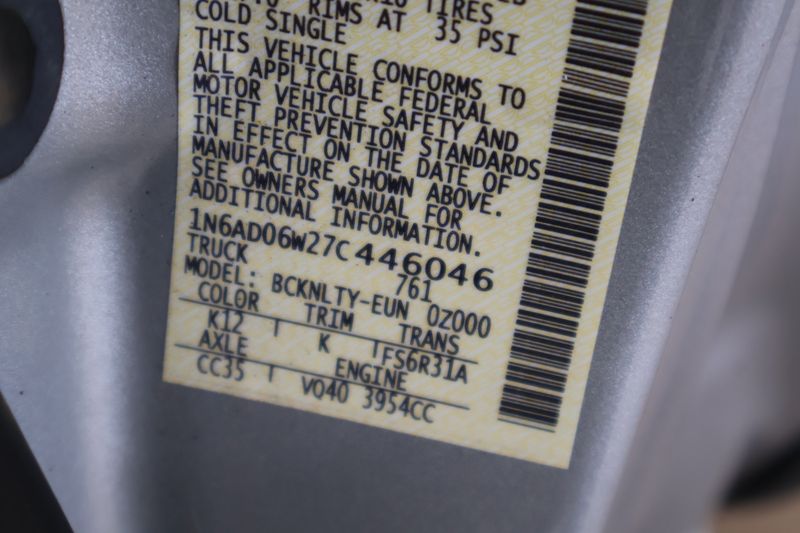 RIMS AT 35 PSI
COLD SINGLE
THIS VEHICLE CONFORMS TO
ALL APPLICABLE FEDERAL
MOTOR VEHICLE SAFETY AND
THEFT PREVENTION STANDARDS
IN EFFECT ON THE DATE OF
MANUFACTURE SHOWN ABOVE.
SEE OWNERS MANUAL FOR
ADDITIONAL INFORMATION.
1N6AD06W27C446046
TRUCK 761
MODEL: BCKNLTY-EUN 0Z000
COLOR TRIM TRANS
K12 K FS6R31A
AXLE ENGINE
CC35 VQ40 3954CC